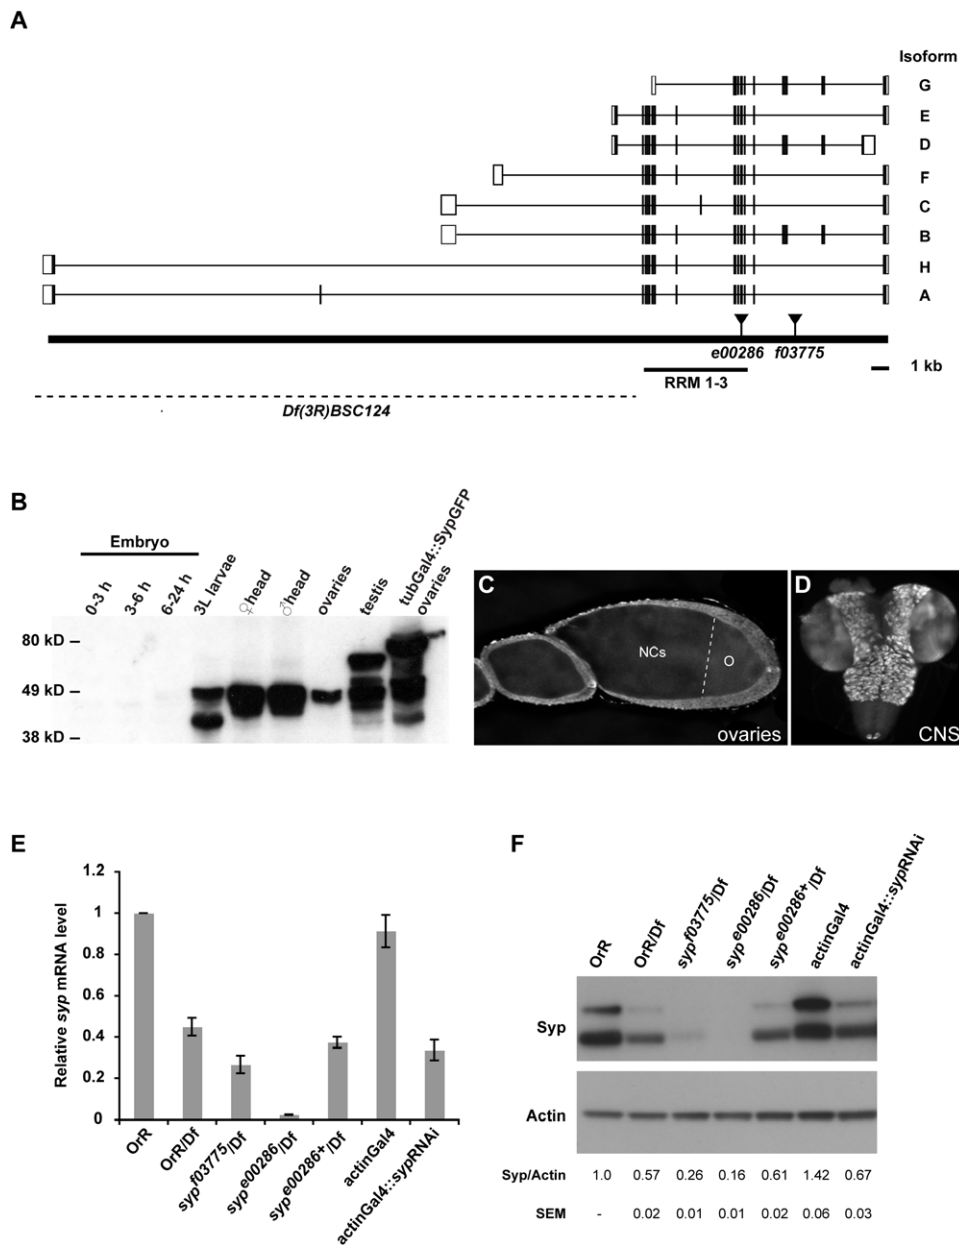 A
Isoform
G
E
D
F
C
B
H
A
e00286 f03775
1 kb
RRM 1-3
Df(3R)BSC124
B
Embryo
0-3 h
3-6 h
6-24 h
3L larvae
♀head
♂head
ovaries
testis
tubGal4::SypGFP
ovaries
80 kD
49 kD
38 kD
C
NCs
O
ovaries
D
CNS
E
Relative syp mRNA level
1.2
1
0.8
0.6
0.4
0.2
0
OrR
OrR/Df
syp f03775/Df
syp e00286/Df
syp e00286+/Df
actinGal4
actinGal4::sypRNAi
F
OrR
OrR/Df
syp f03775/Df
syp e00286/Df
syp e00286+/Df
actinGal4
actinGal4::sypRNAi
Syp
Actin
Syp/Actin 1.0 0.57 0.26 0.16 0.61 1.42 0.67
SEM - 0.02 0.01 0.01 0.02 0.06 0.03